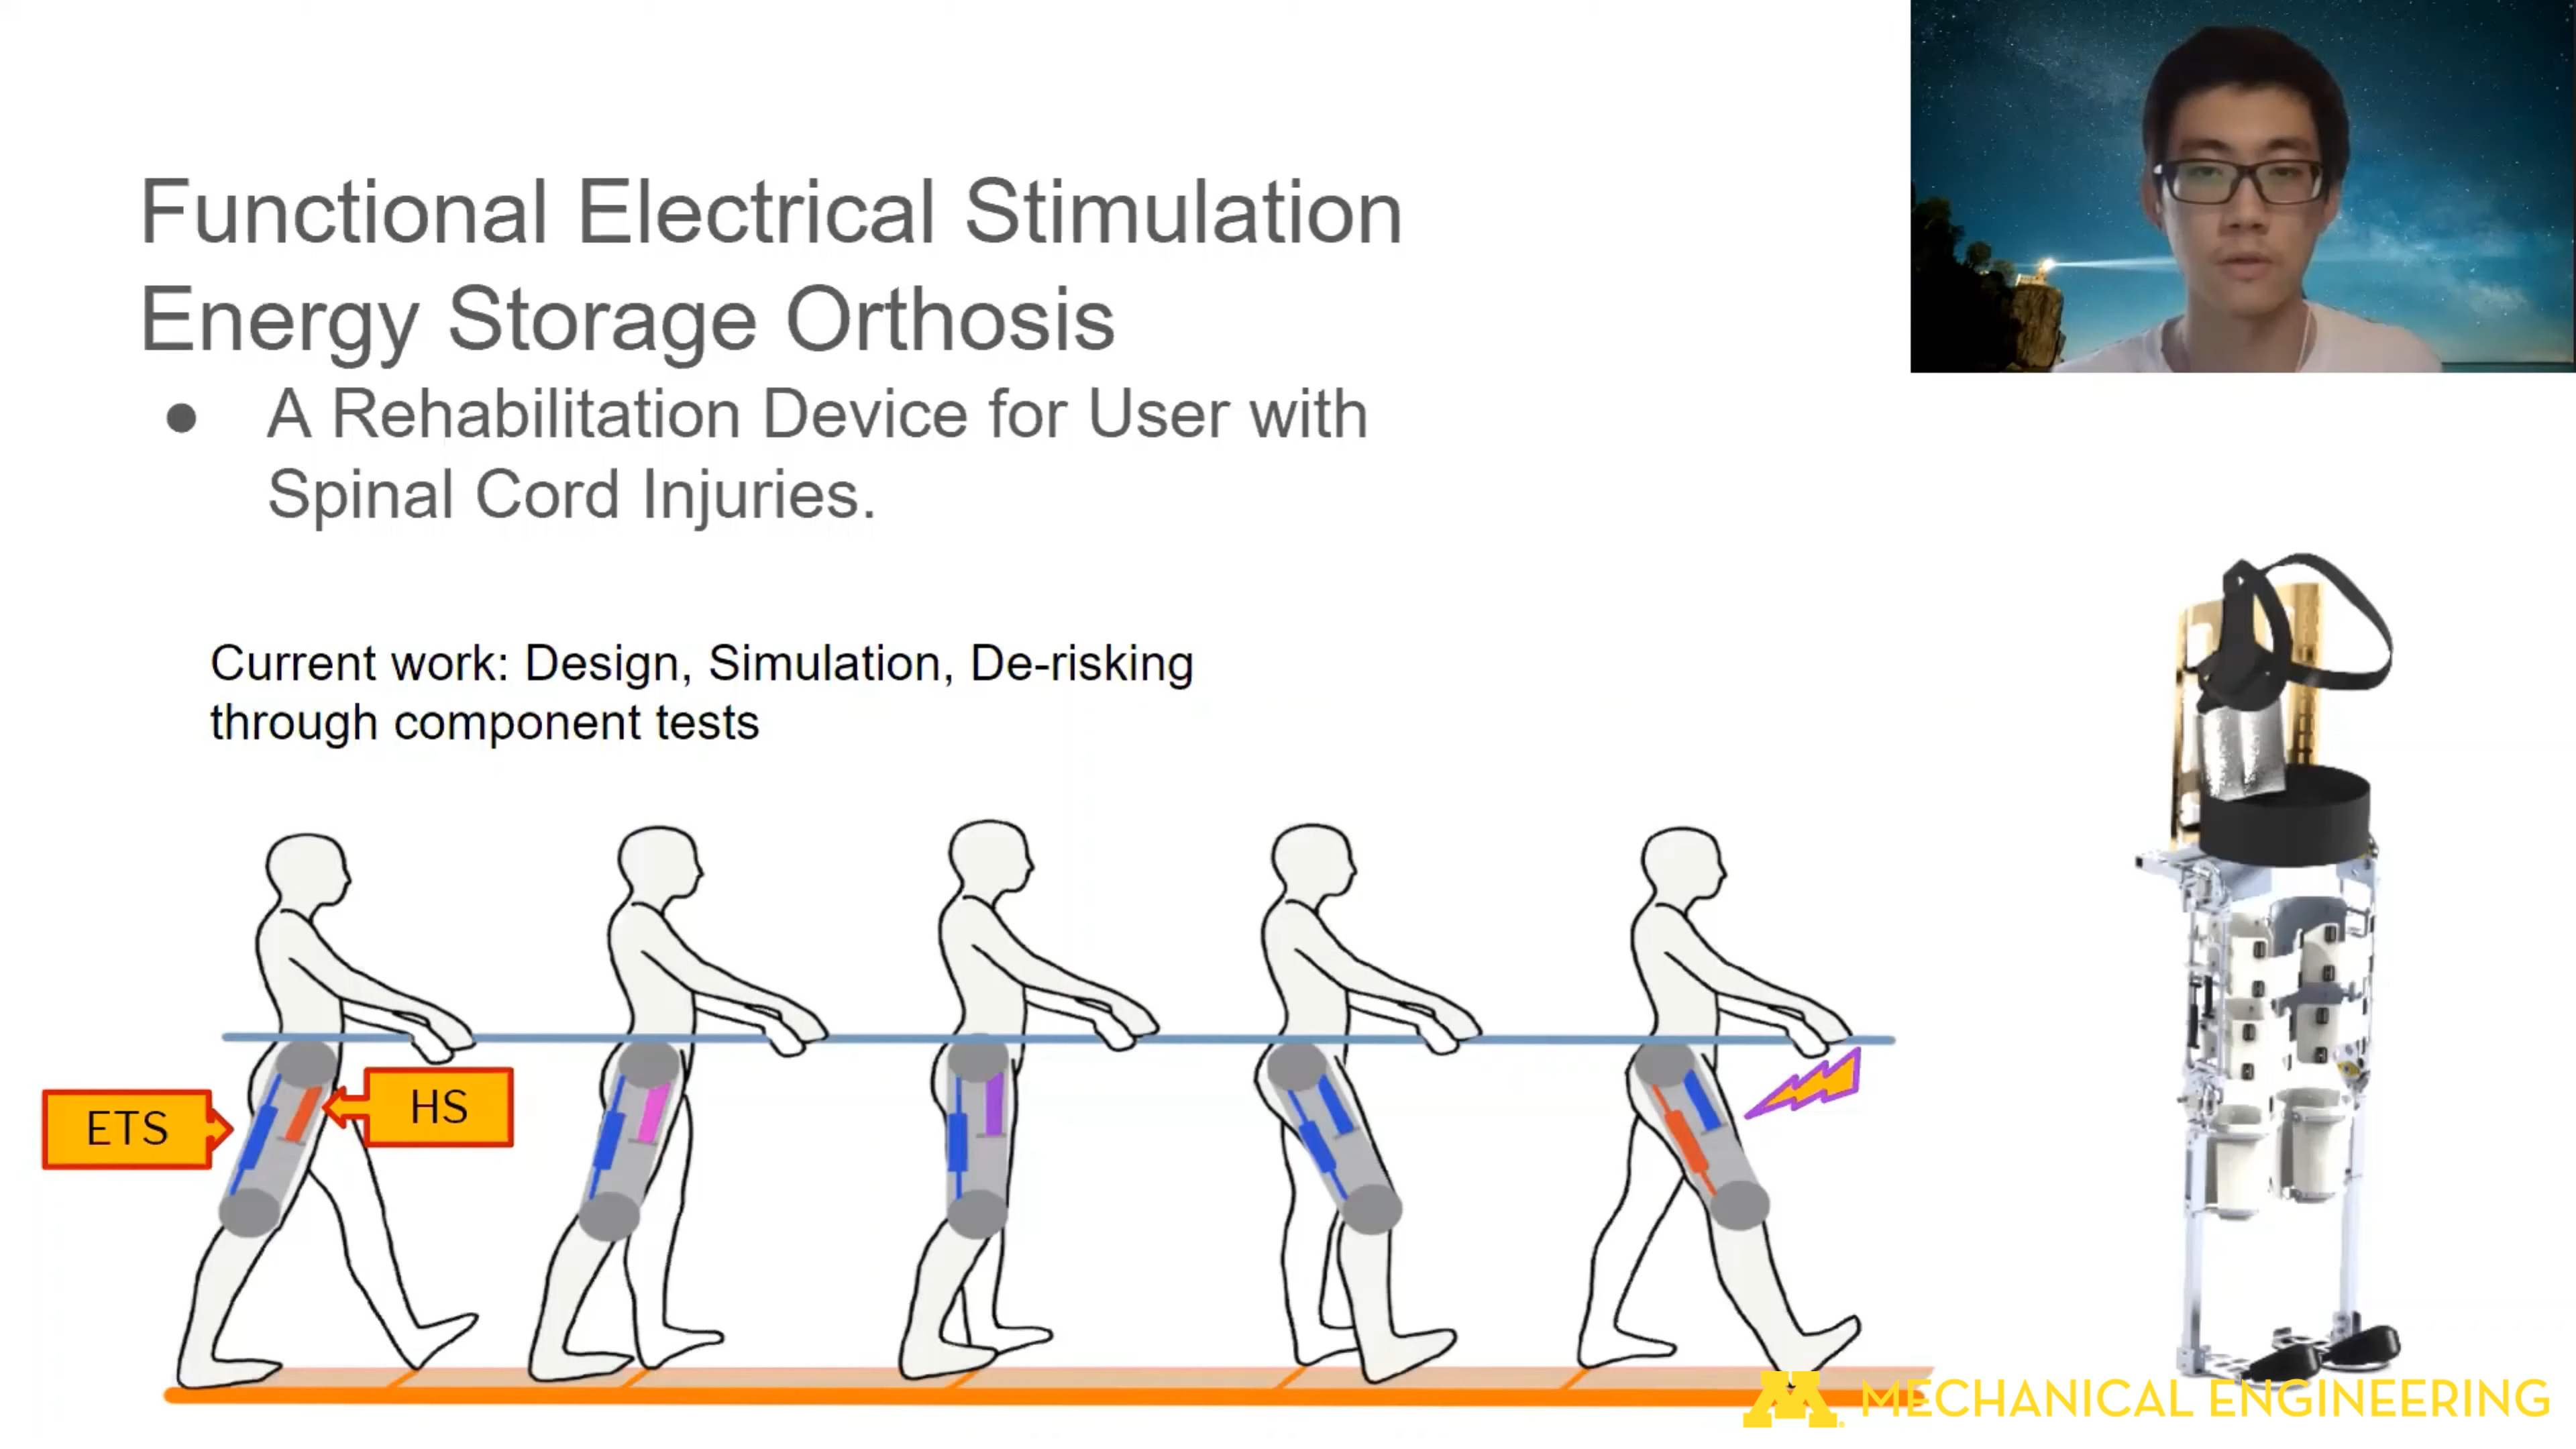 Functional Electrical Stimulation
Energy Storage Orthosis
● A Rehabilitation Device for User with
Spinal Cord Injuries.
Current work: Design, Simulation, De-risking
through component tests
ETS
HS
M MECHANICAL ENGINEERING